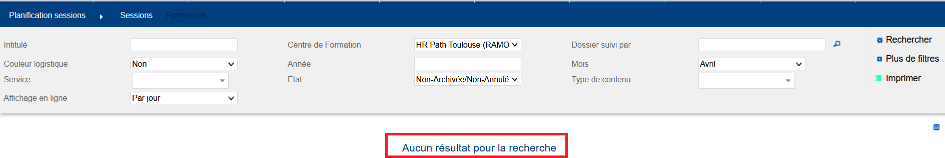 Planification sessions Sessions Formateurs
Intitulé Centre de Formation HR Path Toulouse (RAMO Dossier suivi par Rechercher
Couleur logistique Non Année Mois Avril Plus de filtres
Service Etat Non-Archivée/Non-Annulé Type de contenu Imprimer
Affichage en ligne Par jour
Aucun résultat pour la recherche